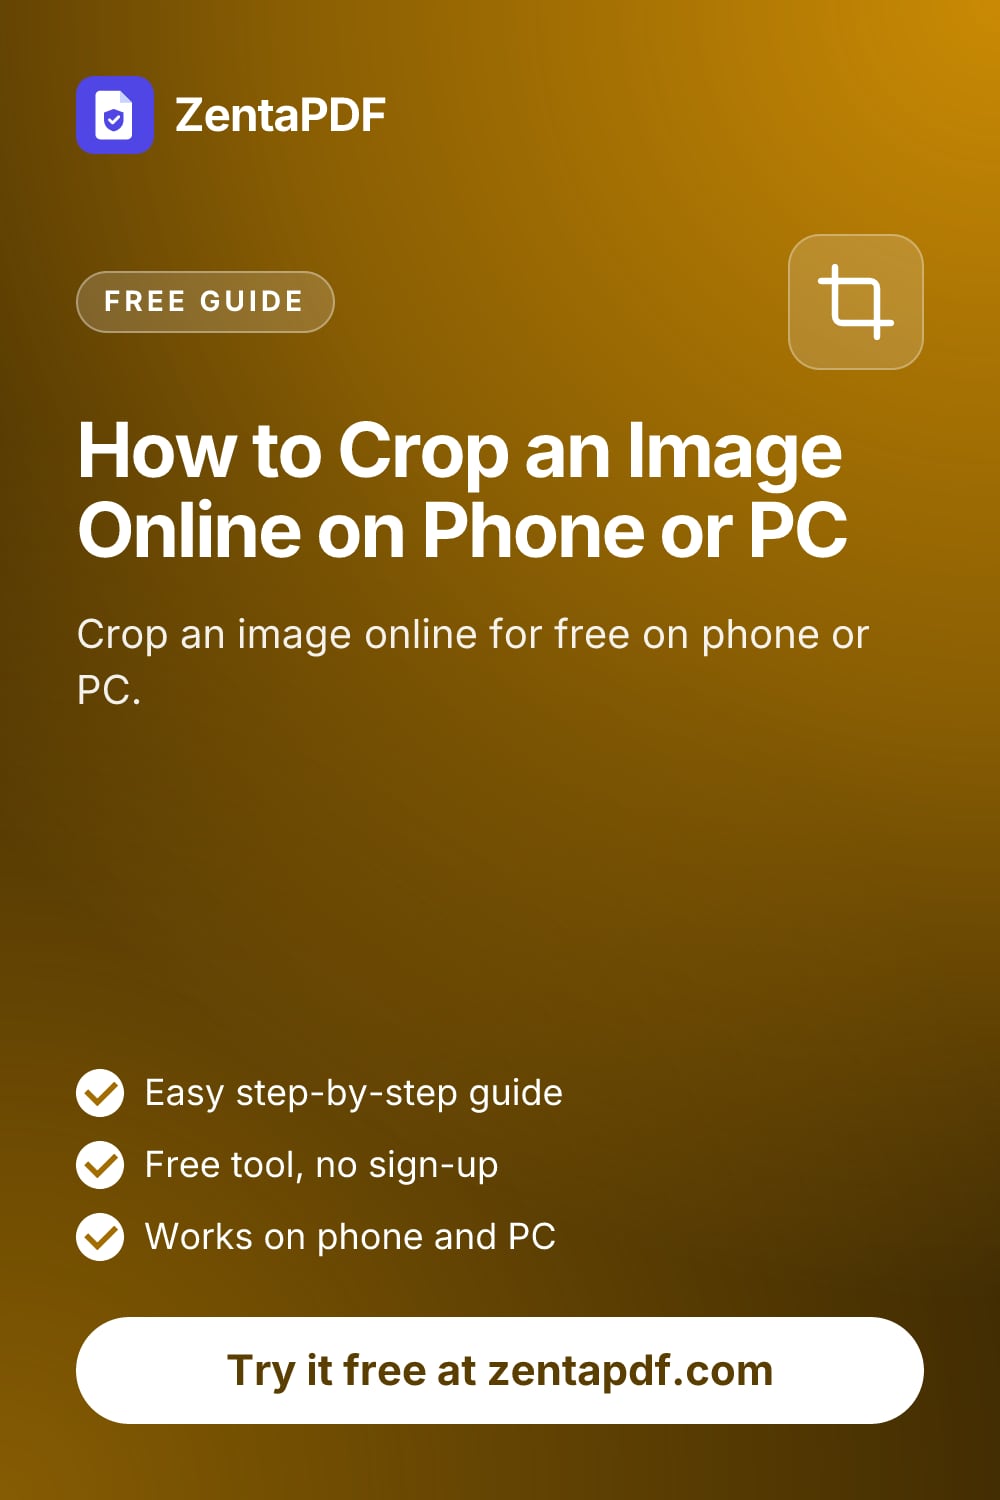 ZentaPDF
FREE GUIDE
How to Crop an Image
Online on Phone or PC
Crop an image online for free on phone or
PC.
Easy step-by-step guide
Free tool, no sign-up
Works on phone and PC
Try it free at zentapdf.com